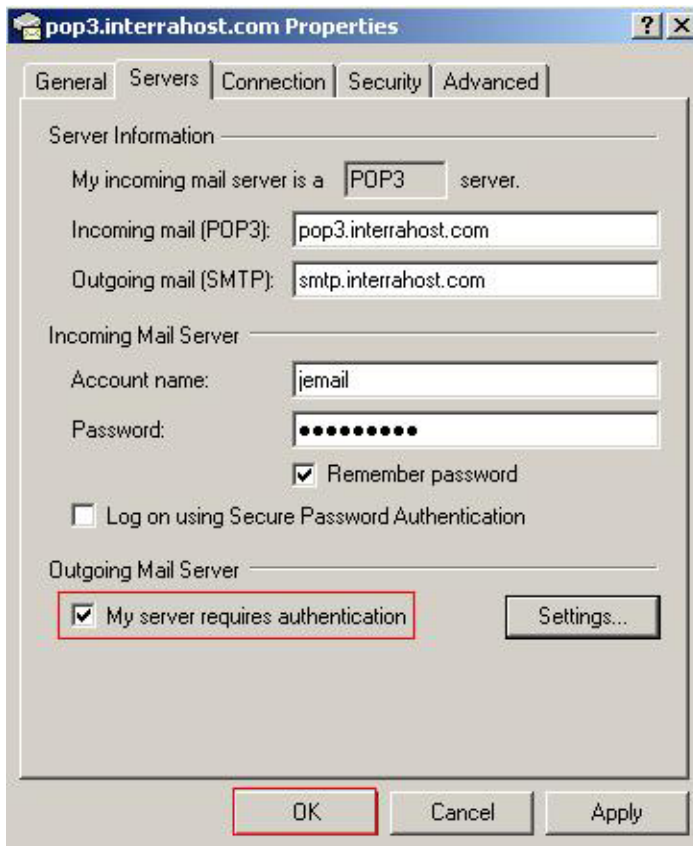 pop3.interrahost.com Properties
General Servers Connection Security Advanced
Server Information
My incoming mail server is a POP3 server.
Incoming mail (POP3): pop3.interrahost.com
Outgoing mail (SMTP): smtp.interrahost.com
Incoming Mail Server
Account name: jemail
Password: ●●●●●●●●●
Remember password
Log on using Secure Password Authentication
Outgoing Mail Server
My server requires authentication Settings...
OK Cancel Apply